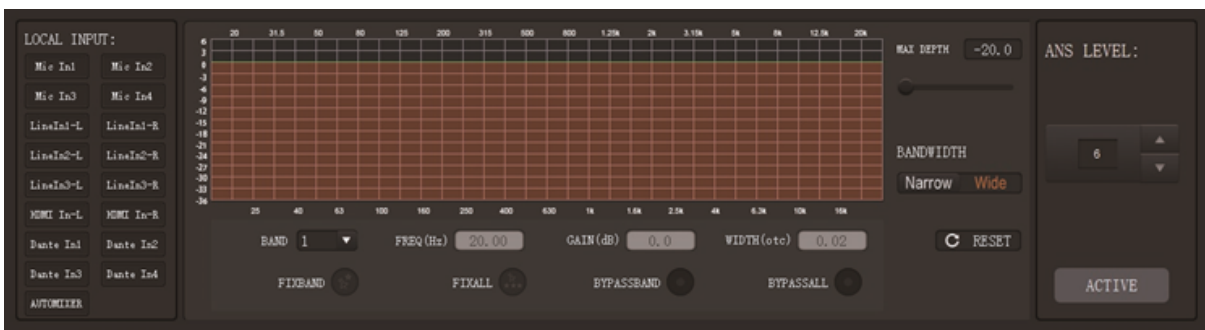 LOCAL INPUT:
Mic In1 Mic In2
Mic In3 Mic In4
LineIn1-L LineIn1-R
LineIn2-L LineIn2-R
LineIn3-L LineIn3-R
HDMI In-L HDMI In-R
Dante In1 Dante In2
Dante In3 Dante In4
AUTOMIXER
20 31.5 50 80 125 200 315 500 800 1.25k 2k 3.15k 5k 8k 12.5k 20k
6
3
0
-3
-6
-9
-12
-15
-18
-21
-24
-27
-30
-33
-36
25 40 63 100 160 250 400 630 1k 1.6k 2.5k 4k 6.3k 10k 16k
BAND 1 FREQ(Hz) 20.00 GAIN(dB) 0.0 WIDTH(otc) 0.02
FIXBAND FIXALL BYPASSBAND BYPASSALL
MAX DEPTH -20.0
BANDWIDTH
Narrow Wide
RESET
ANS LEVEL:
6
ACTIVE